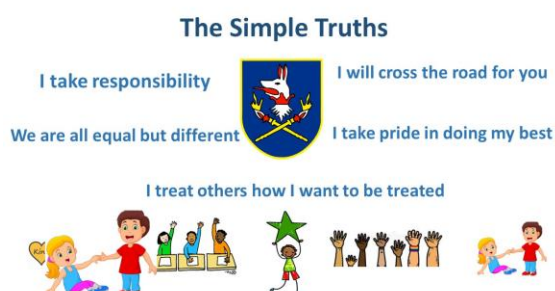 The Simple Truths
I take responsibility
I will cross the road for you
We are all equal but different
I take pride in doing my best
I treat others how I want to be treated